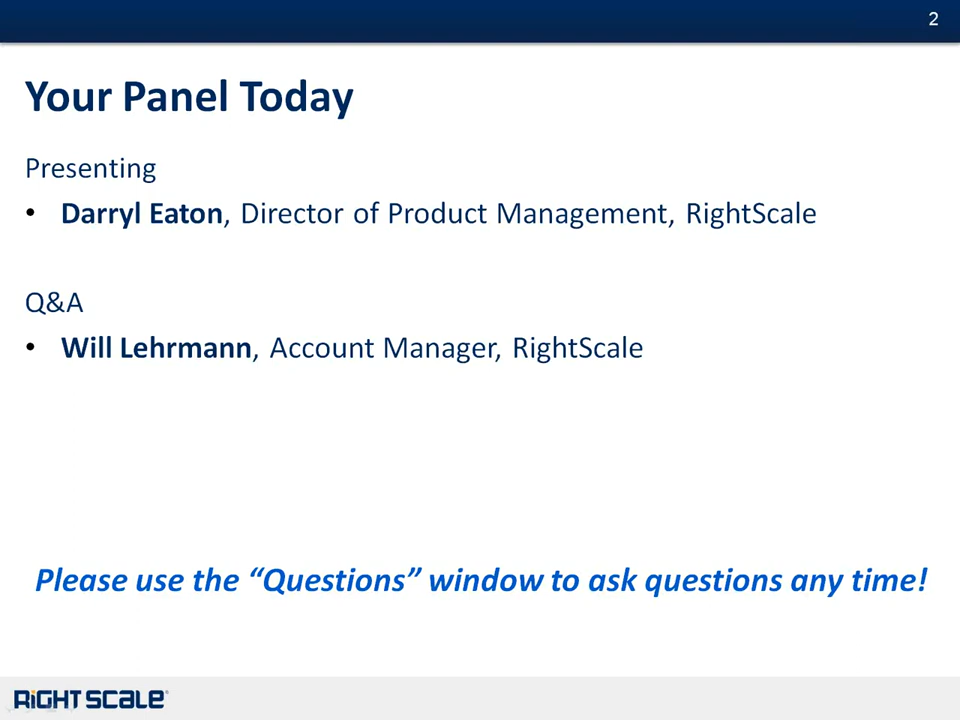 2
Your Panel Today
Presenting
• Darryl Eaton, Director of Product Management, RightScale
Q&A
• Will Lehrmann, Account Manager, RightScale
Please use the “Questions” window to ask questions any time!
RIGHTSCALE